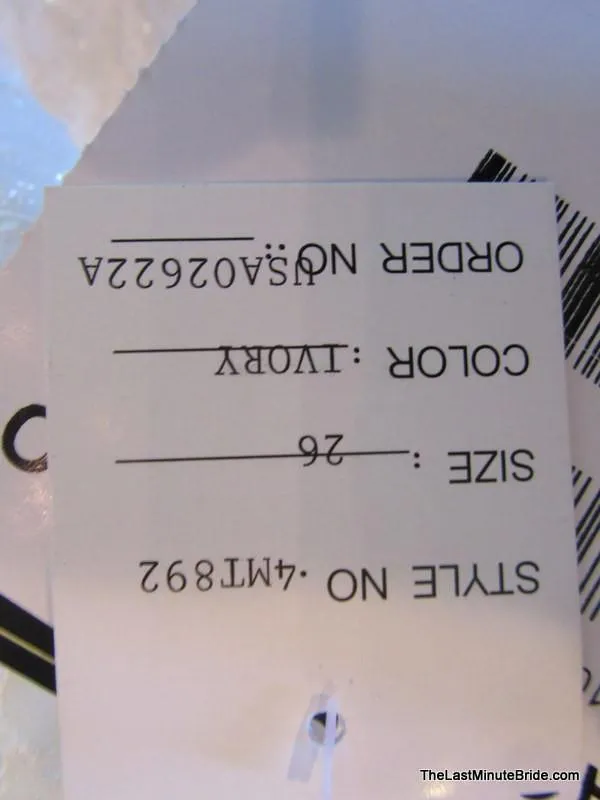 STYLE NO .4MT892
SIZE : 26
COLOR : IVORY
ORDER NO.: USA02622A
TheLastMinuteBride.com